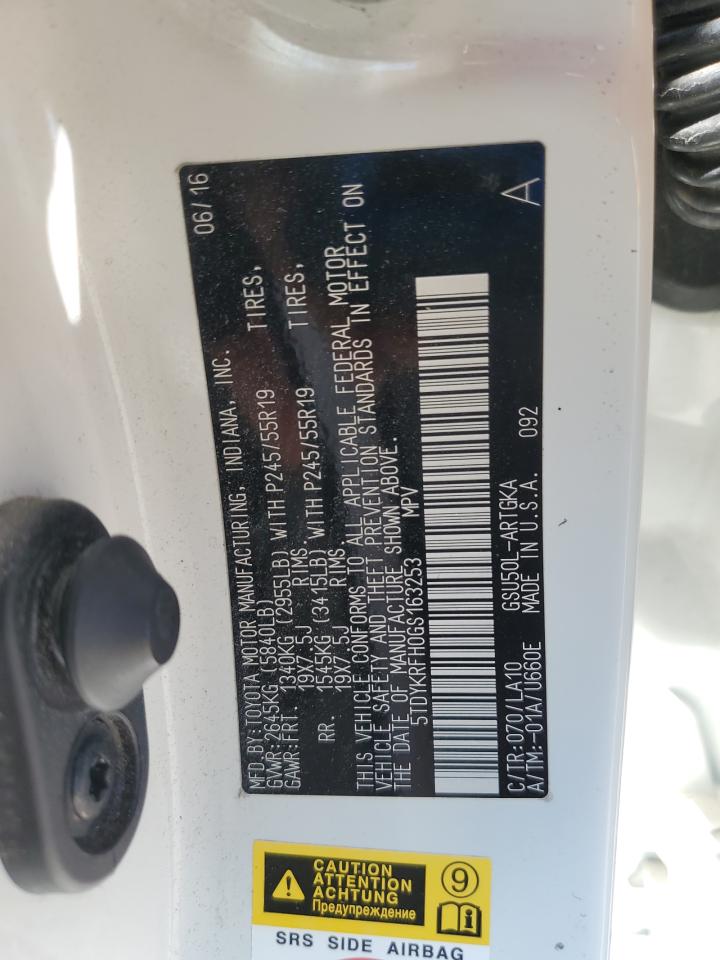 MFD.BY:TOYOTA MOTOR MANUFACTURING, INDIANA, INC. 06/16
GVWR:2645KG (5840LB)
GAWR:FRT. 1340KG (2955LB) WITH P245/55R19 TIRES,
19X7.5J RIMS
RR. 1545KG (3415LB) WITH P245/55R19 TIRES,
19X7.5J RIMS
THIS VEHICLE CONFORMS TO ALL APPLICABLE FEDERAL MOTOR
VEHICLE SAFETY AND THEFT PREVENTION STANDARDS IN EFFECT ON
THE DATE OF MANUFACTURE SHOWN ABOVE.
5TDYKRFH0GS163253 MPV
C/TR:070/LA10 GSU50L-ARTGKA A
A/TM:-01A/U660E MADE IN U.S.A. 092
CAUTION
ATTENTION
ACHTUNG
Предупреждение
9
i
SRS SIDE AIRBAG